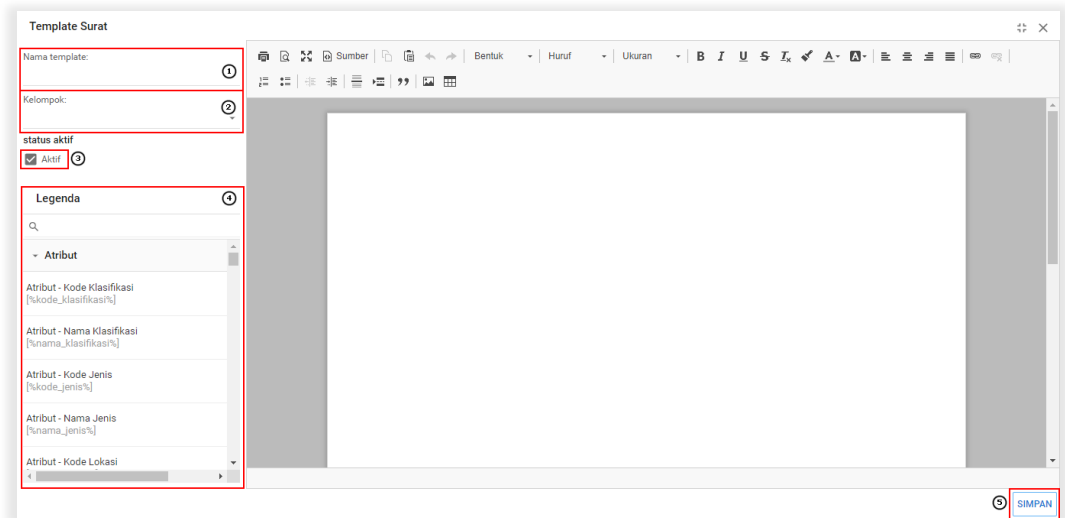 Template Surat
Nama template:
1
Sumber Bentuk Huruf Ukuran B I U S Ix A A
Kelompok:
2
status aktif
Aktif 3
Legenda 4
Atribut
Atribut - Kode Klasifikasi
[%kode_klasifikasi%]
Atribut - Nama Klasifikasi
[%nama_klasifikasi%]
Atribut - Kode Jenis
[%kode_jenis%]
Atribut - Nama Jenis
[%nama_jenis%]
Atribut - Kode Lokasi
5 SIMPAN